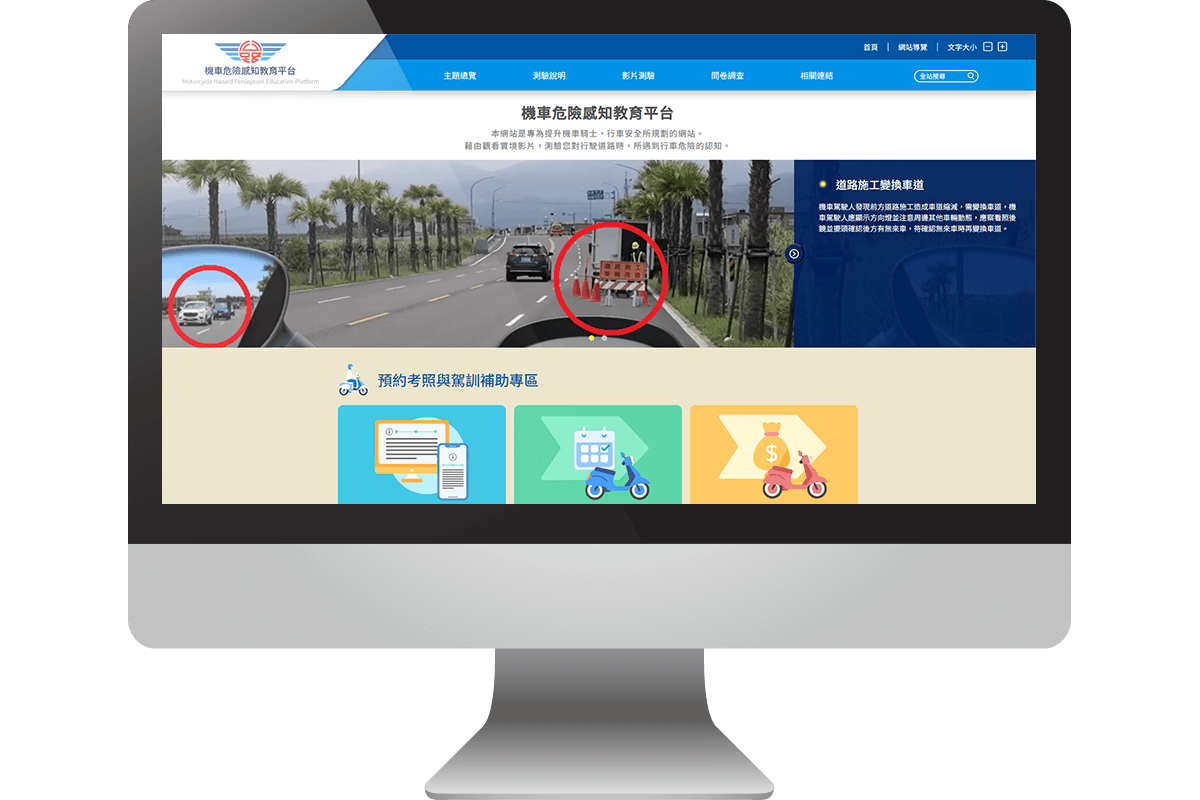 首頁 | 網站導覽 | 文字大小
機車危險感知教育平台
Motorcycle Hazard Perception Education Platform
主題總覽 測驗說明 影片測驗 問卷調查 相關連結
全站搜尋
機車危險感知教育平台
本網站是專為提升機車騎士，行車安全所規劃的網站。
藉由觀看實境影片，測驗您對行駛道路時，所遇到行車危險的認知。
道路施工變換車道
機車駕駛人發現前方道路施工造成車道縮減，需變換車道，機
車駕駛人應顯示方向燈並注意周邊其他車輛動態，應察看照後
鏡並擺頭確認後方有無來車，待確認無來車時再變換車道。
道路施工
車輛改道
預約考照與駕訓補助專區
$